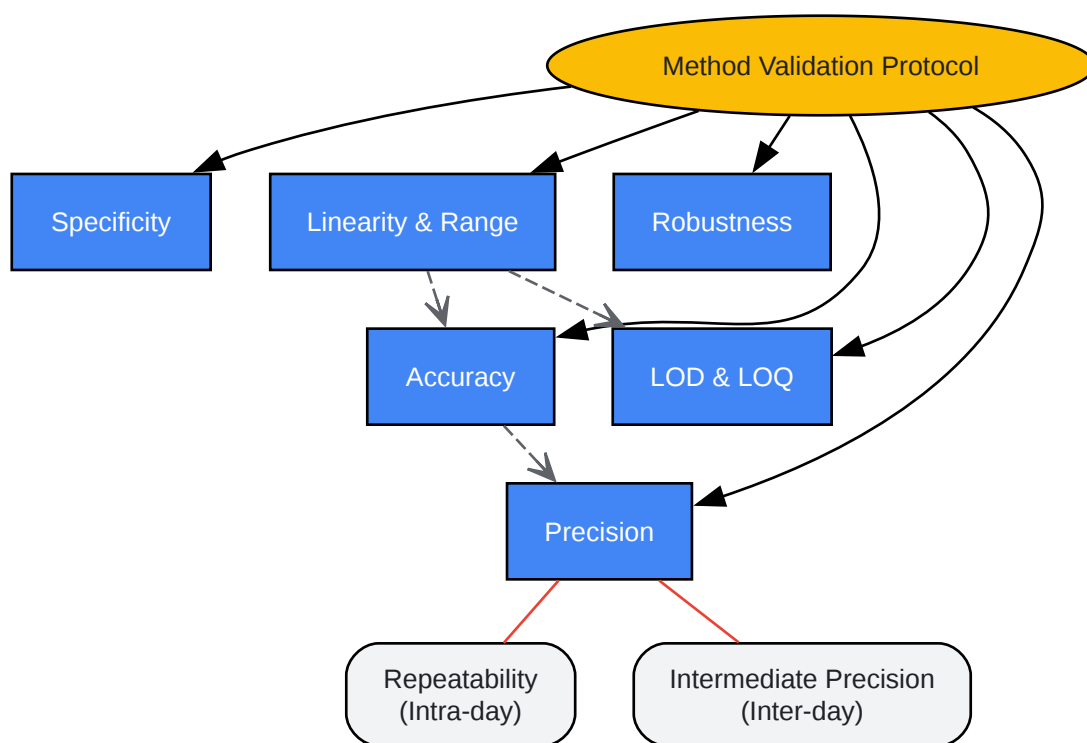 Method Validation Protocol
Specificity
Linearity & Range
Robustness
Accuracy
LOD & LOQ
Precision
Repeatability
(Intra-day)
Intermediate Precision
(Inter-day)